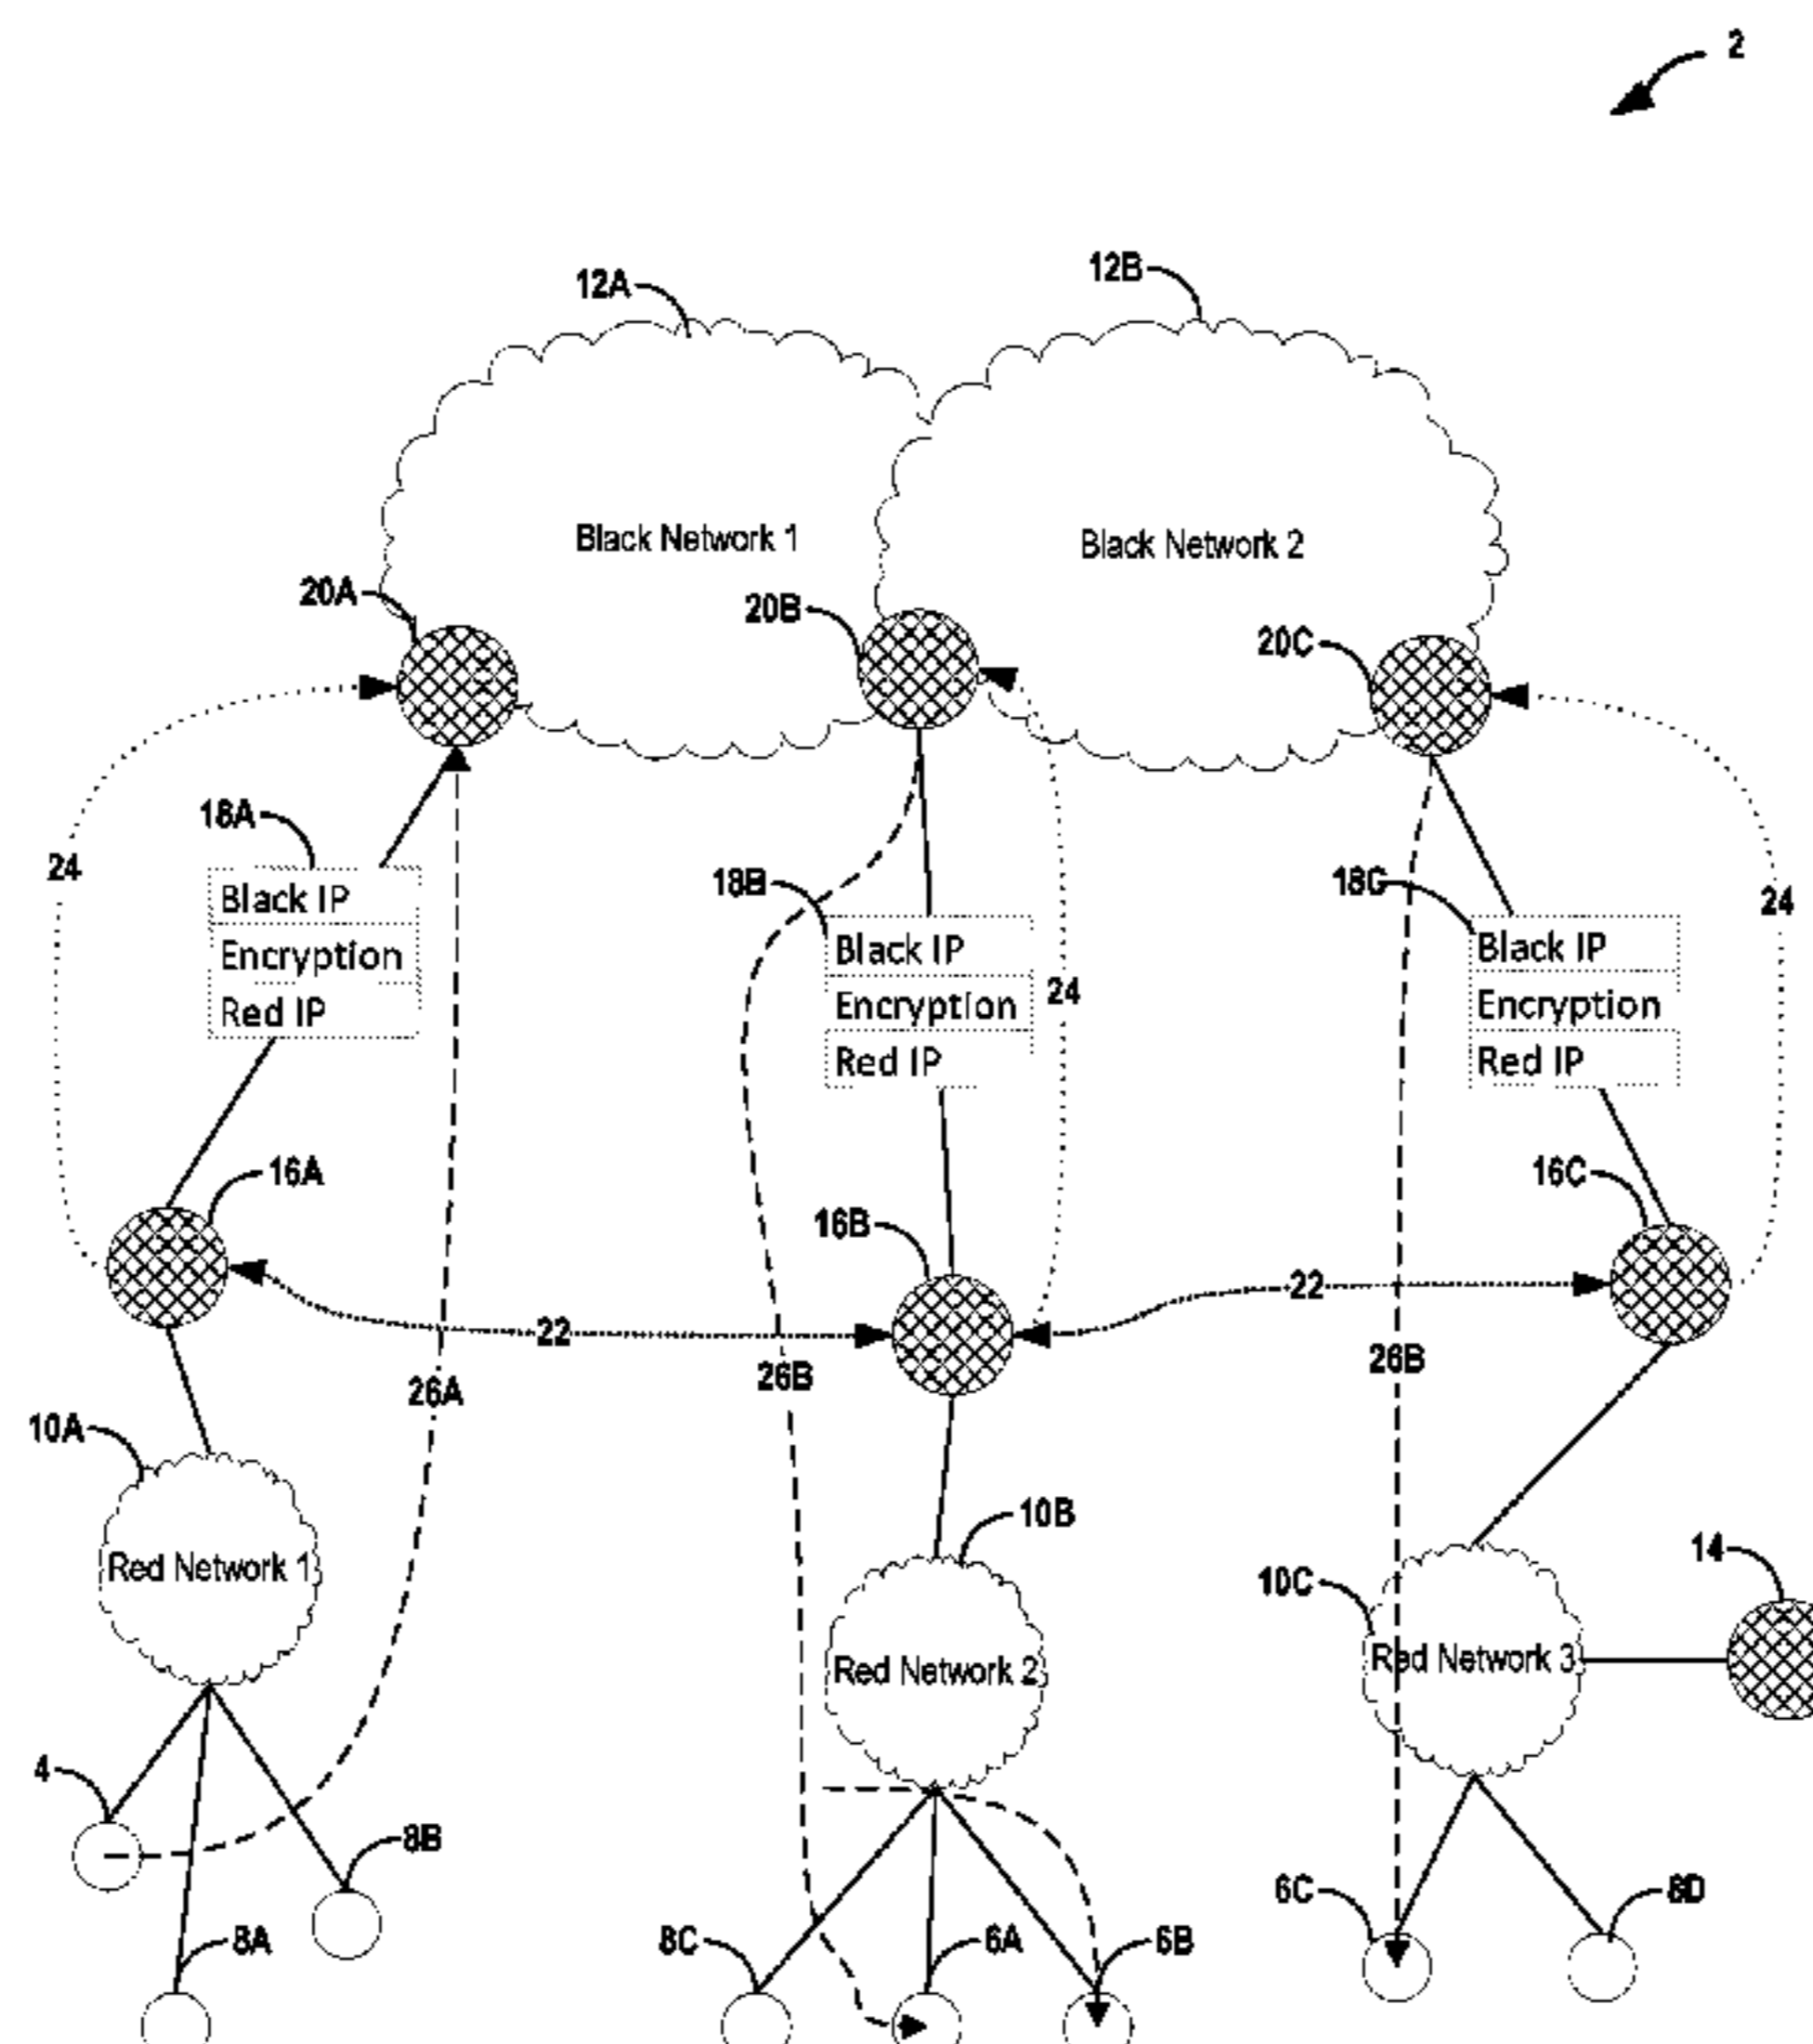 2
12A
12B
Black Network 1
Black Network 2
20A
20B
20C
18A
24
Black IP
Encryption
Red IP
18B
Black IP
Encryption
Red IP
24
18C
Black IP
Encryption
Red IP
24
16A
16B
16C
22
22
26A
26B
26B
10A
Red Network 1
10B
Red Network 2
10C
Red Network 3
14
4
8B
8A
8C
6A
6B
6C
8D